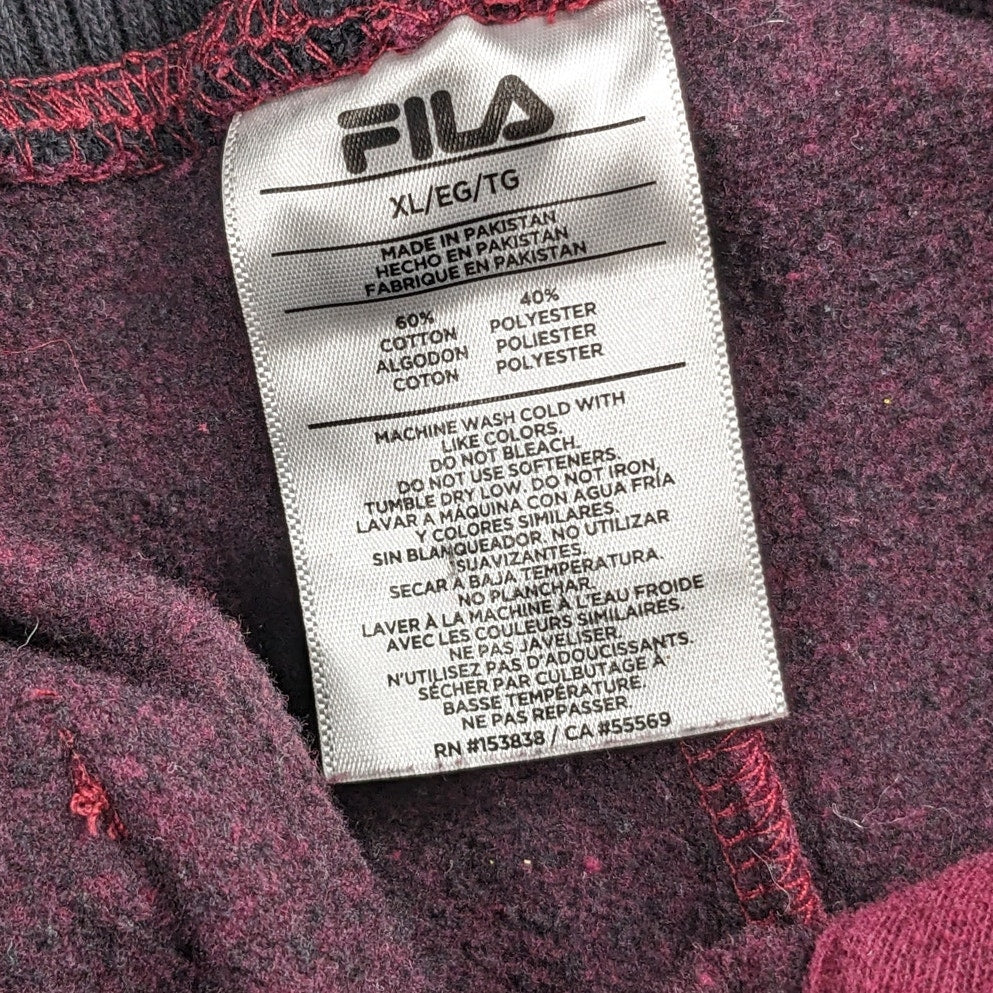 FILA
XL/EG/TG
MADE IN PAKISTAN
HECHO EN PAKISTAN
FABRIQUE EN PAKISTAN
60% 40%
COTTON POLYESTER
ALGODON POLIESTER
COTON POLYESTER
MACHINE WASH COLD WITH
LIKE COLORS.
DO NOT BLEACH.
DO NOT USE SOFTENERS.
TUMBLE DRY LOW. DO NOT IRON.
LAVAR A MAQUINA CON AGUA FRÍA
Y COLORES SIMILARES.
SIN BLANQUEADOR. NO UTILIZAR
SUAVIZANTES.
SECAR A BAJA TEMPERATURA.
NO PLANCHAR.
LAVER À LA MACHINE À L'EAU FROIDE
AVEC LES COULEURS SIMILAIRES.
NE PAS JAVELISER.
N'UTILISEZ PAS D'ADOUCISSANTS.
SÉCHER PAR CULBUTAGE À
BASSE TEMPÉRATURE.
NE PAS REPASSER.
RN #153838 / CA #55569